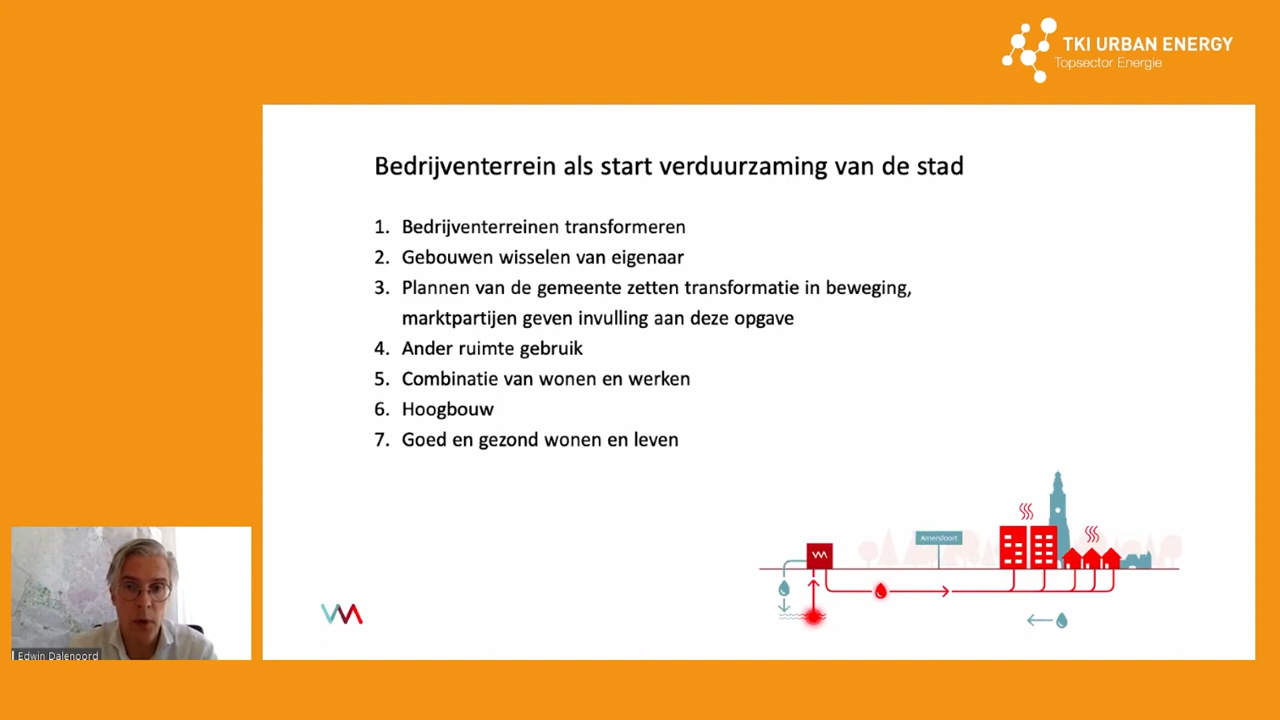 TKI URBAN ENERGY
Topsector Energie
Bedrijventerrein als start verduurzaming van de stad
1. Bedrijventerreinen transformeren
2. Gebouwen wisselen van eigenaar
3. Plannen van de gemeente zetten transformatie in beweging,
marktpartijen geven invulling aan deze opgave
4. Ander ruimte gebruik
5. Combinatie van wonen en werken
6. Hoogbouw
7. Goed en gezond wonen en leven
Amersfoort
Edwin Dalenoord